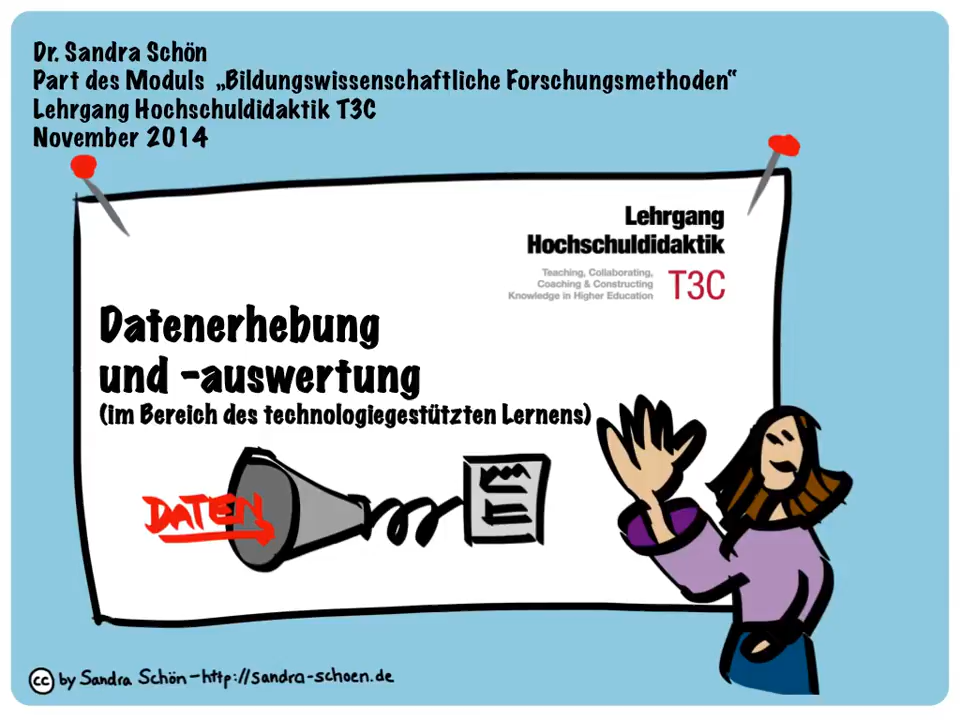 Dr. Sandra Schön
Part des Moduls „Bildungswissenschaftliche Forschungsmethoden“
Lehrgang Hochschuldidaktik T3C
November 2014
Lehrgang
Hochschuldidaktik
Teaching, Collaborating,
Coaching & Constructing
Knowledge in Higher Education
T3C
Datenerhebung
und -auswertung
(im Bereich des technologiegestützten Lernens)
DATEN
cc by Sandra Schön - http://sandra-schoen.de